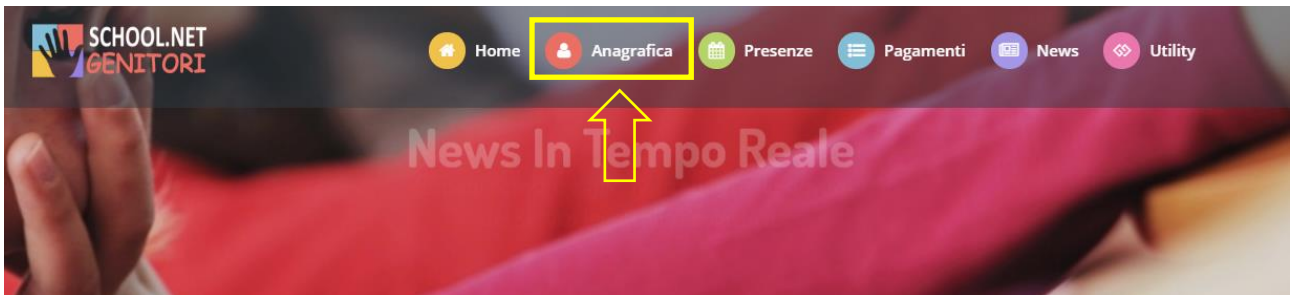 SCHOOL.NET
GENITORI
Home Anagrafica Presenze Pagamenti News Utility
News In Tempo Reale